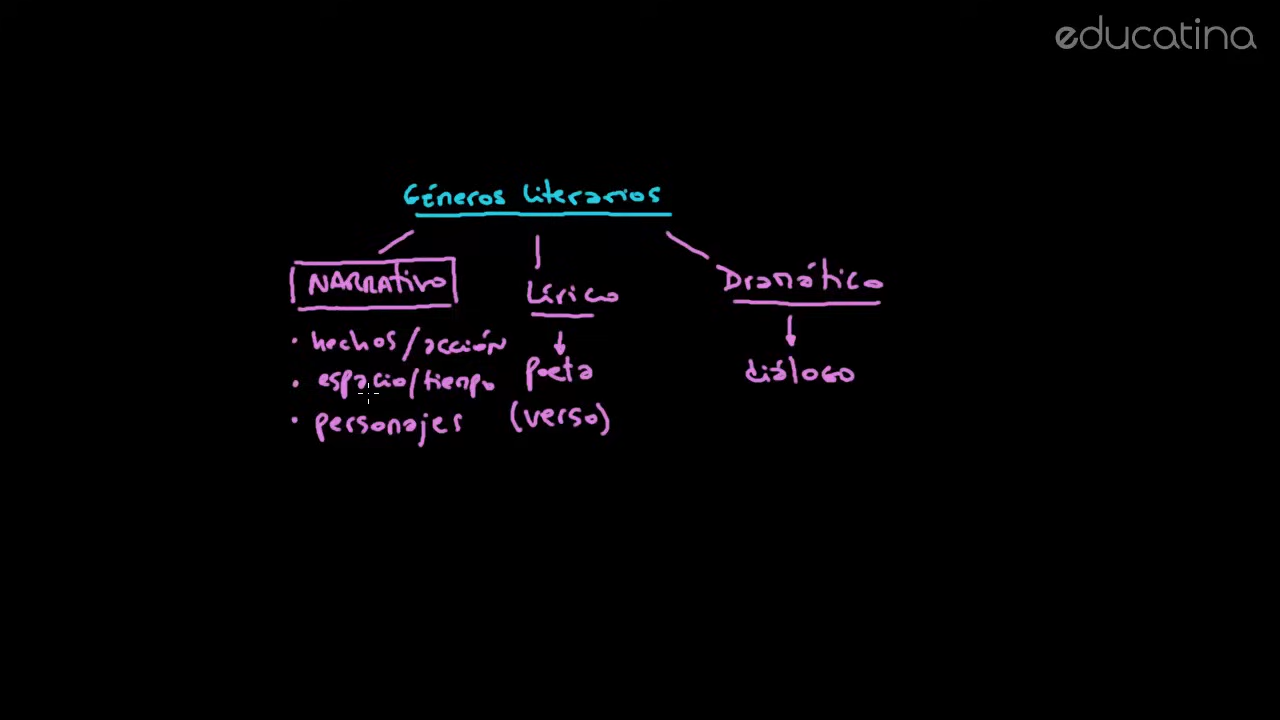 educatina
Géneros Literarios
NARRAtivo
Lírico
Dramático
• hechos/acción
• espacio/tiempo
• personajes
poeta
(verso)
diálogo